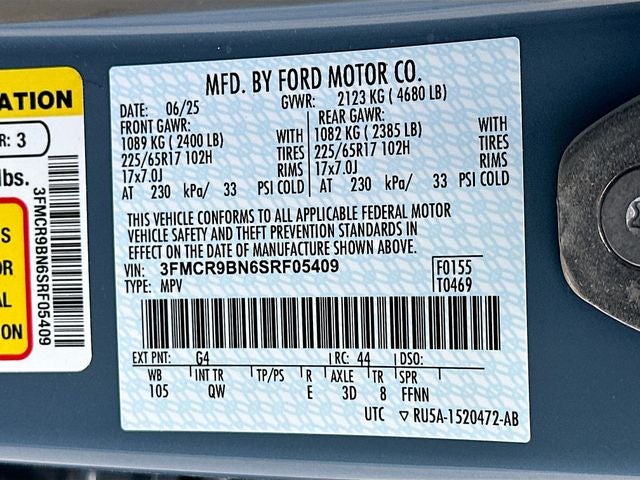 ATION
R: 3
lbs.
S
OR
AL
ION
3FMCR9BN6SRF05409
MFD. BY FORD MOTOR CO.
DATE: 06/25 GVWR: 2123 KG ( 4680 LB)
FRONT GAWR: REAR GAWR:
1089 KG ( 2400 LB) WITH 1082 KG ( 2385 LB) WITH
225/65R17 102H TIRES 225/65R17 102H TIRES
17x7.0J RIMS 17x7.0J RIMS
AT 230 kPa/ 33 PSI COLD AT 230 kPa/ 33 PSI COLD
THIS VEHICLE CONFORMS TO ALL APPLICABLE FEDERAL MOTOR
VEHICLE SAFETY AND THEFT PREVENTION STANDARDS IN
EFFECT ON THE DATE OF MANUFACTURE SHOWN ABOVE.
VIN: 3FMCR9BN6SRF05409 F0155
TYPE: MPV T0469
EXT PNT: G4 RC: 44 DSO:
WB INT TR TP/PS R AXLE TR SPR
105 QW E 3D 8 FFNN
UTC ▽ RU5A-1520472-AB